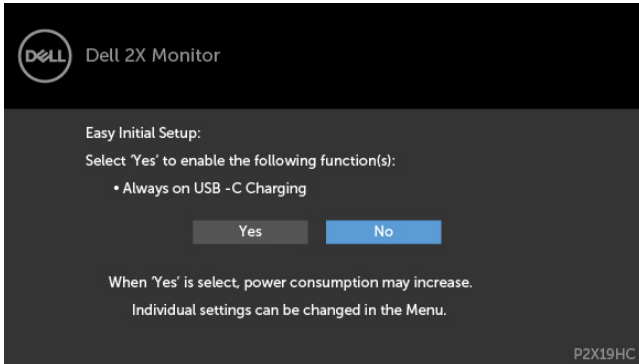 DELL
Dell 2X Monitor
Easy Initial Setup:
Select 'Yes' to enable the following function(s):
• Always on USB -C Charging
Yes No
When 'Yes' is select, power consumption may increase.
Individual settings can be changed in the Menu.
P2X19HC